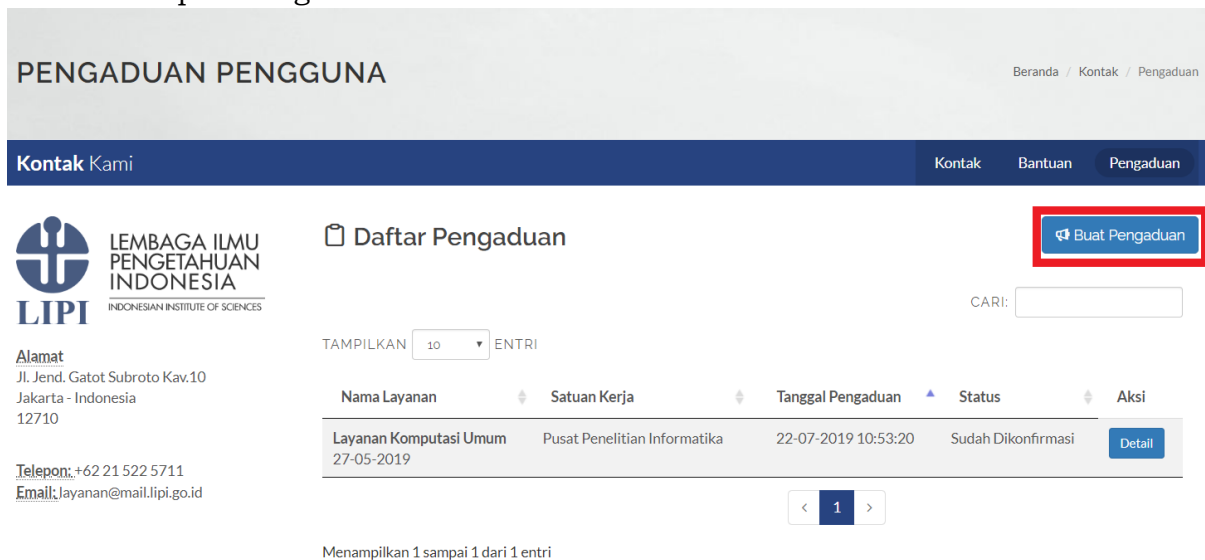 PENGADUAN PENGGUNA
Beranda / Kontak / Pengaduan
Kontak Kami
Kontak Bantuan Pengaduan
LIPI
LEMBAGA ILMU
PENGETAHUAN
INDONESIA
INDONESIAN INSTITUTE OF SCIENCES
Alamat
Jl. Jend. Gatot Subroto Kav.10
Jakarta - Indonesia
12710
Telepon: +62 21 522 5711
Email: layanan@mail.lipi.go.id
Daftar Pengaduan
Buat Pengaduan
CARI:
TAMPILKAN 10 ENTRI
Nama Layanan Satuan Kerja Tanggal Pengaduan Status Aksi
Layanan Komputasi Umum Pusat Penelitian Informatika 22-07-2019 10:53:20 Sudah Dikonfirmasi Detail
27-05-2019
< 1 >
Menampilkan 1 sampai 1 dari 1 entri